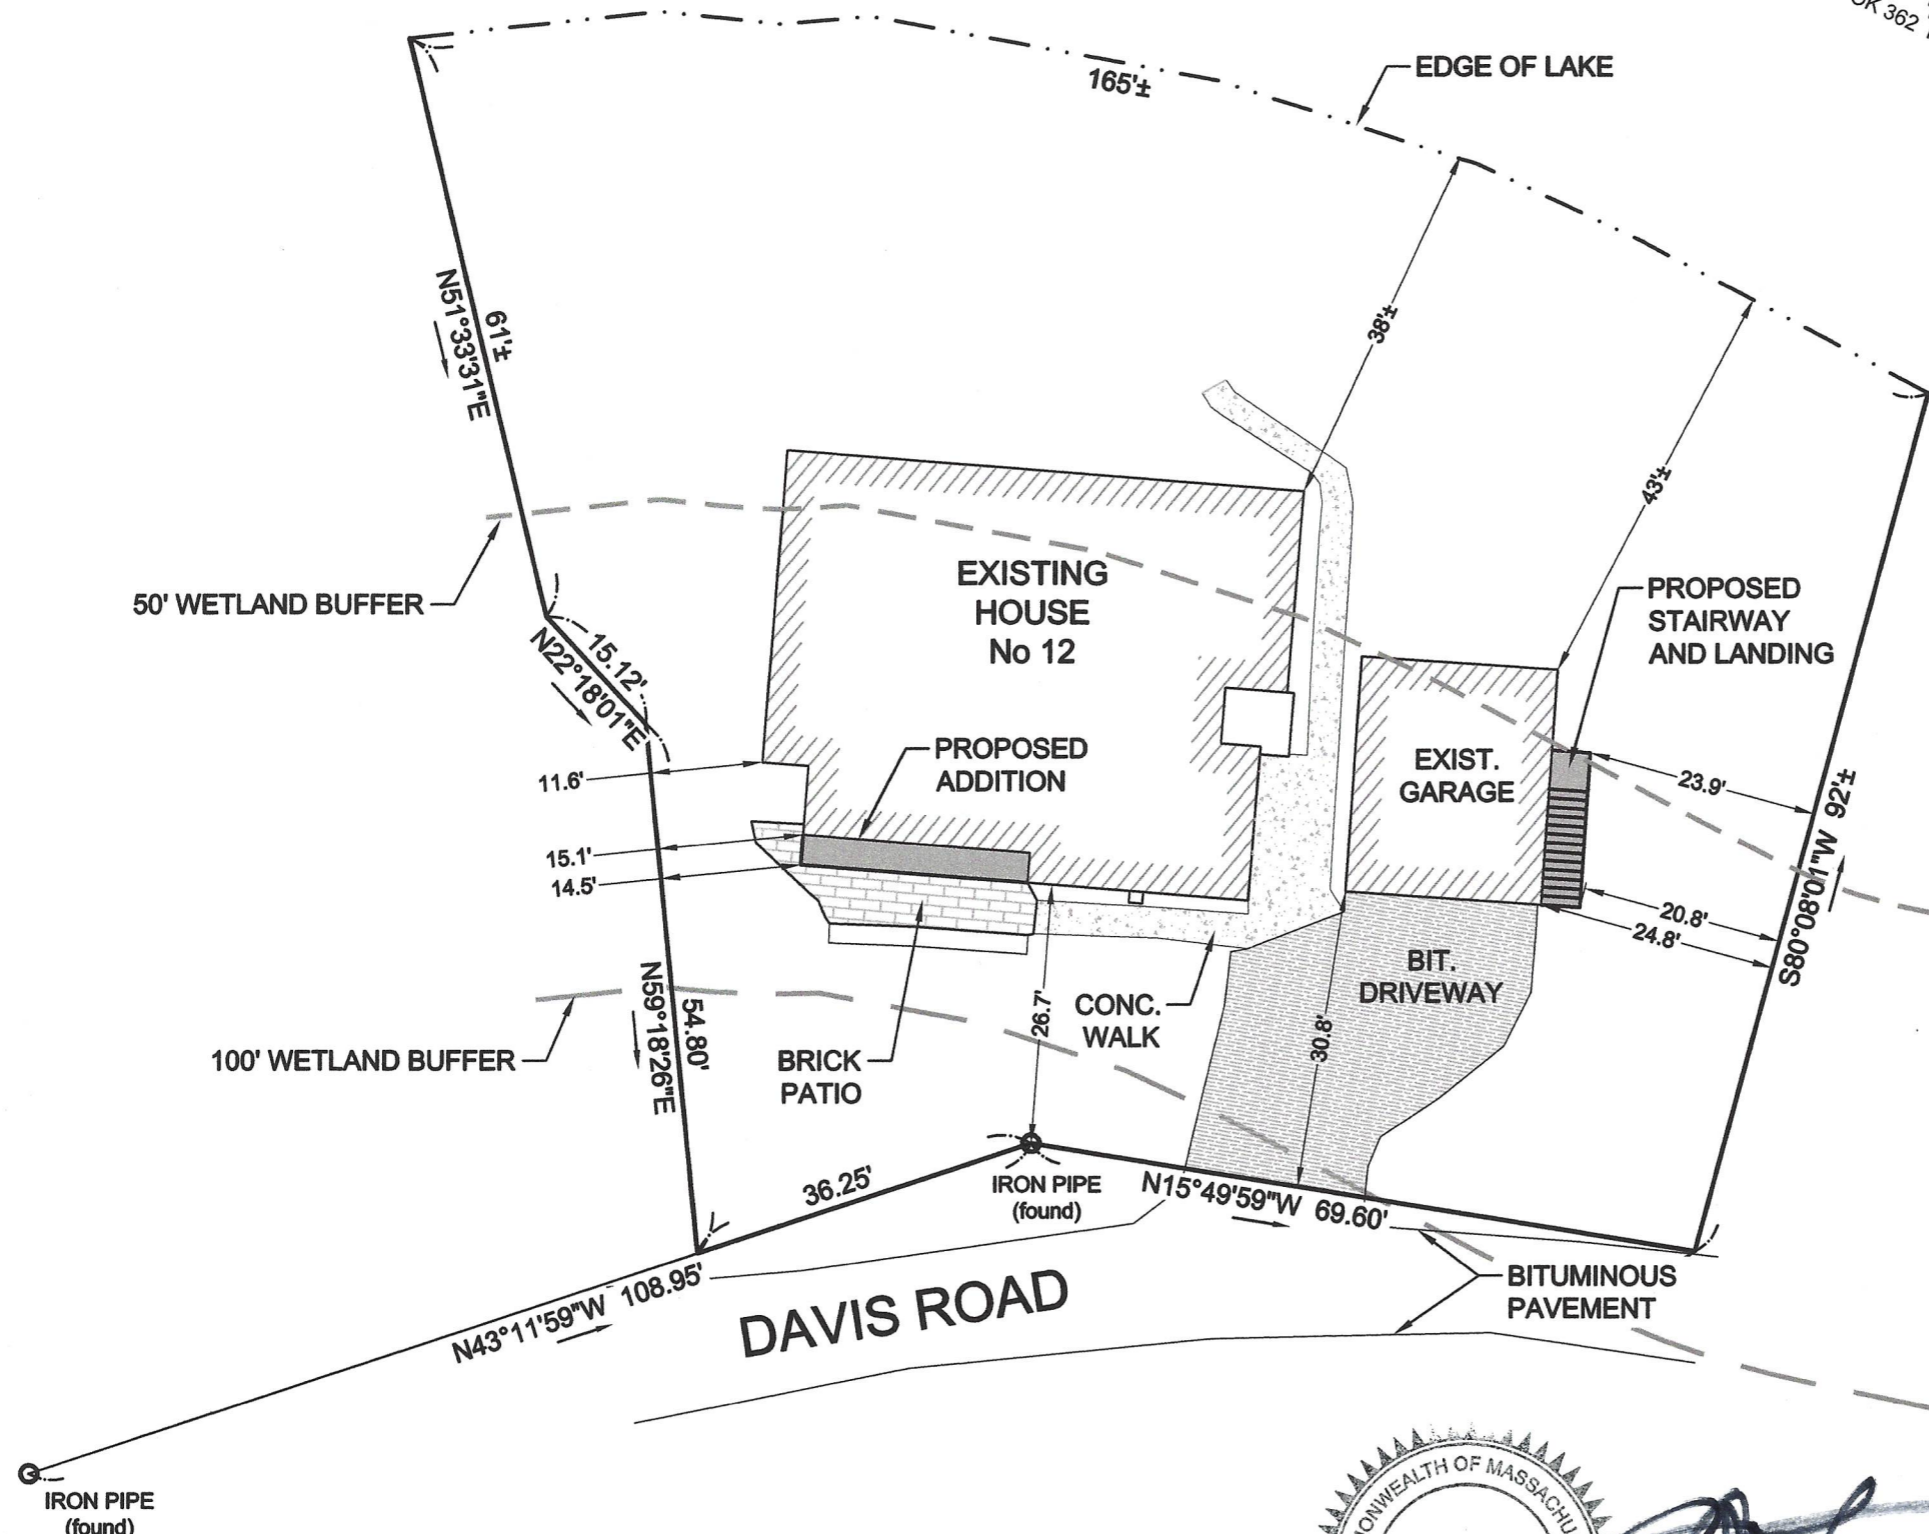 OK 362
EDGE OF LAKE
165'±
38'±
43'±
N51°33'31"E
61'±
50' WETLAND BUFFER
15.12'
N22°18'01"E
EXISTING
HOUSE
No 12
PROPOSED
STAIRWAY
AND LANDING
PROPOSED
ADDITION
EXIST.
GARAGE
11.6'
23.9'
15.1'
14.5'
20.8'
24.8'
S80°08'01"W 92'±
BIT.
DRIVEWAY
CONC.
WALK
26.7'
30.8'
N59°18'26"E
54.80'
100' WETLAND BUFFER
BRICK
PATIO
36.25'
IRON PIPE
(found)
N15°49'59"W 69.60'
N43°11'59"W 108.95'
DAVIS ROAD
BITUMINOUS
PAVEMENT
IRON PIPE
(found)
ONWEALTH OF MASSACHU